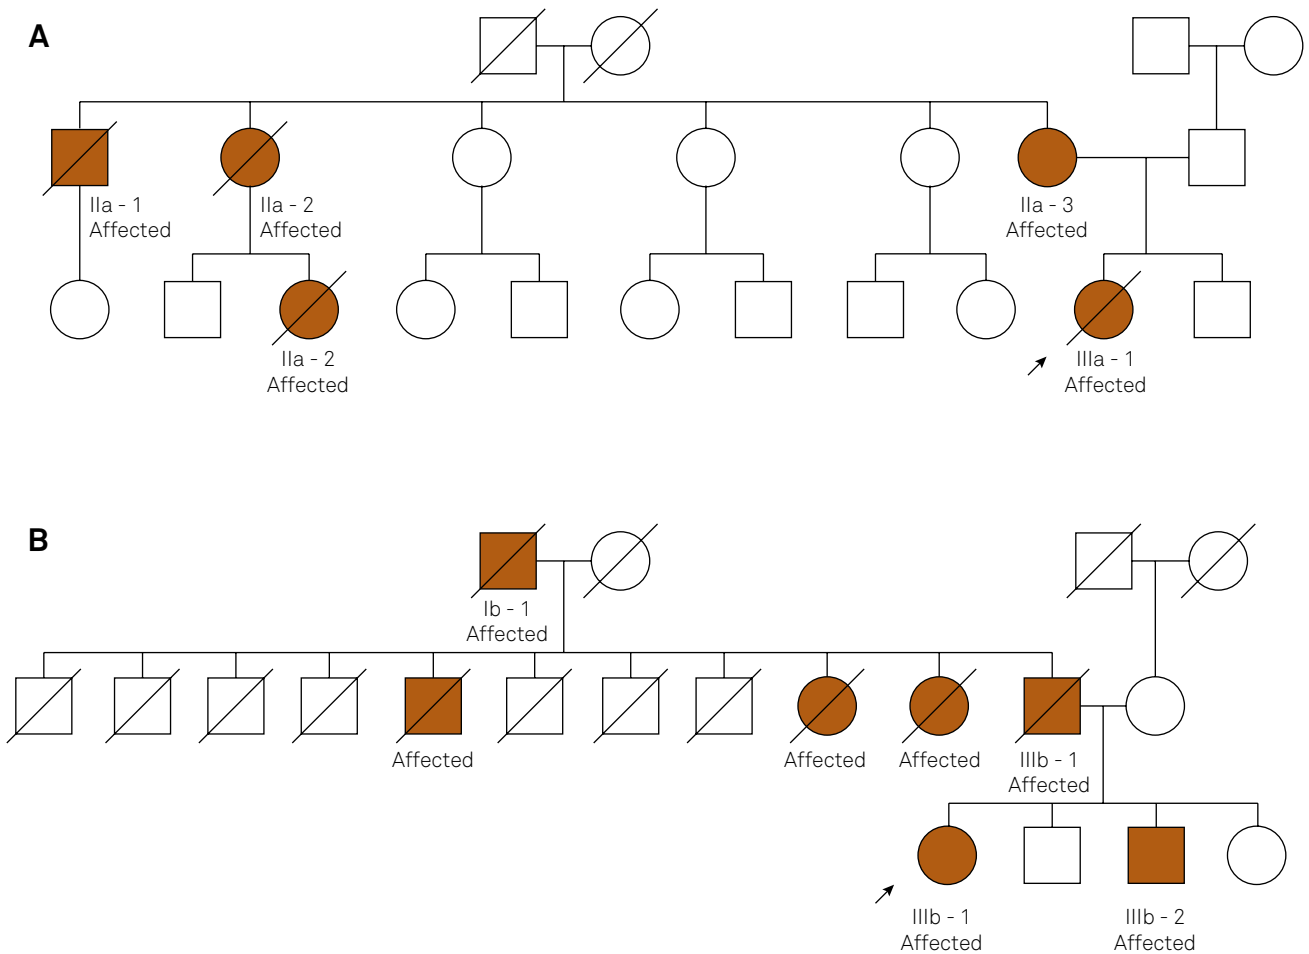 A
IIa - 1
Affected
IIa - 2
Affected
IIa - 3
Affected
IIa - 2
Affected
IIIa - 1
Affected
B
Ib - 1
Affected
Affected
Affected
Affected
IIIb - 1
Affected
IIIb - 1
Affected
IIIb - 2
Affected